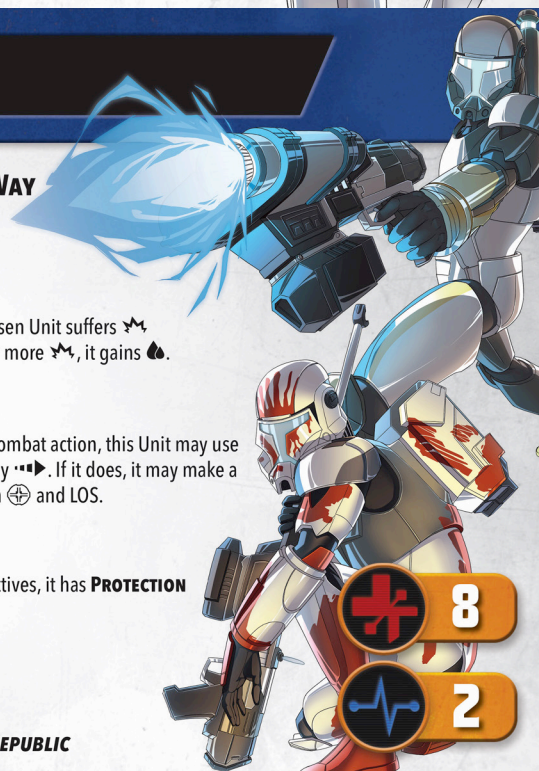 WAY
sen Unit suffers
more , it gains .
ombat action, this Unit may use
y . If it does, it may make a
and LOS.
tives, it has PROTECTION
8
2
EPUBLIC